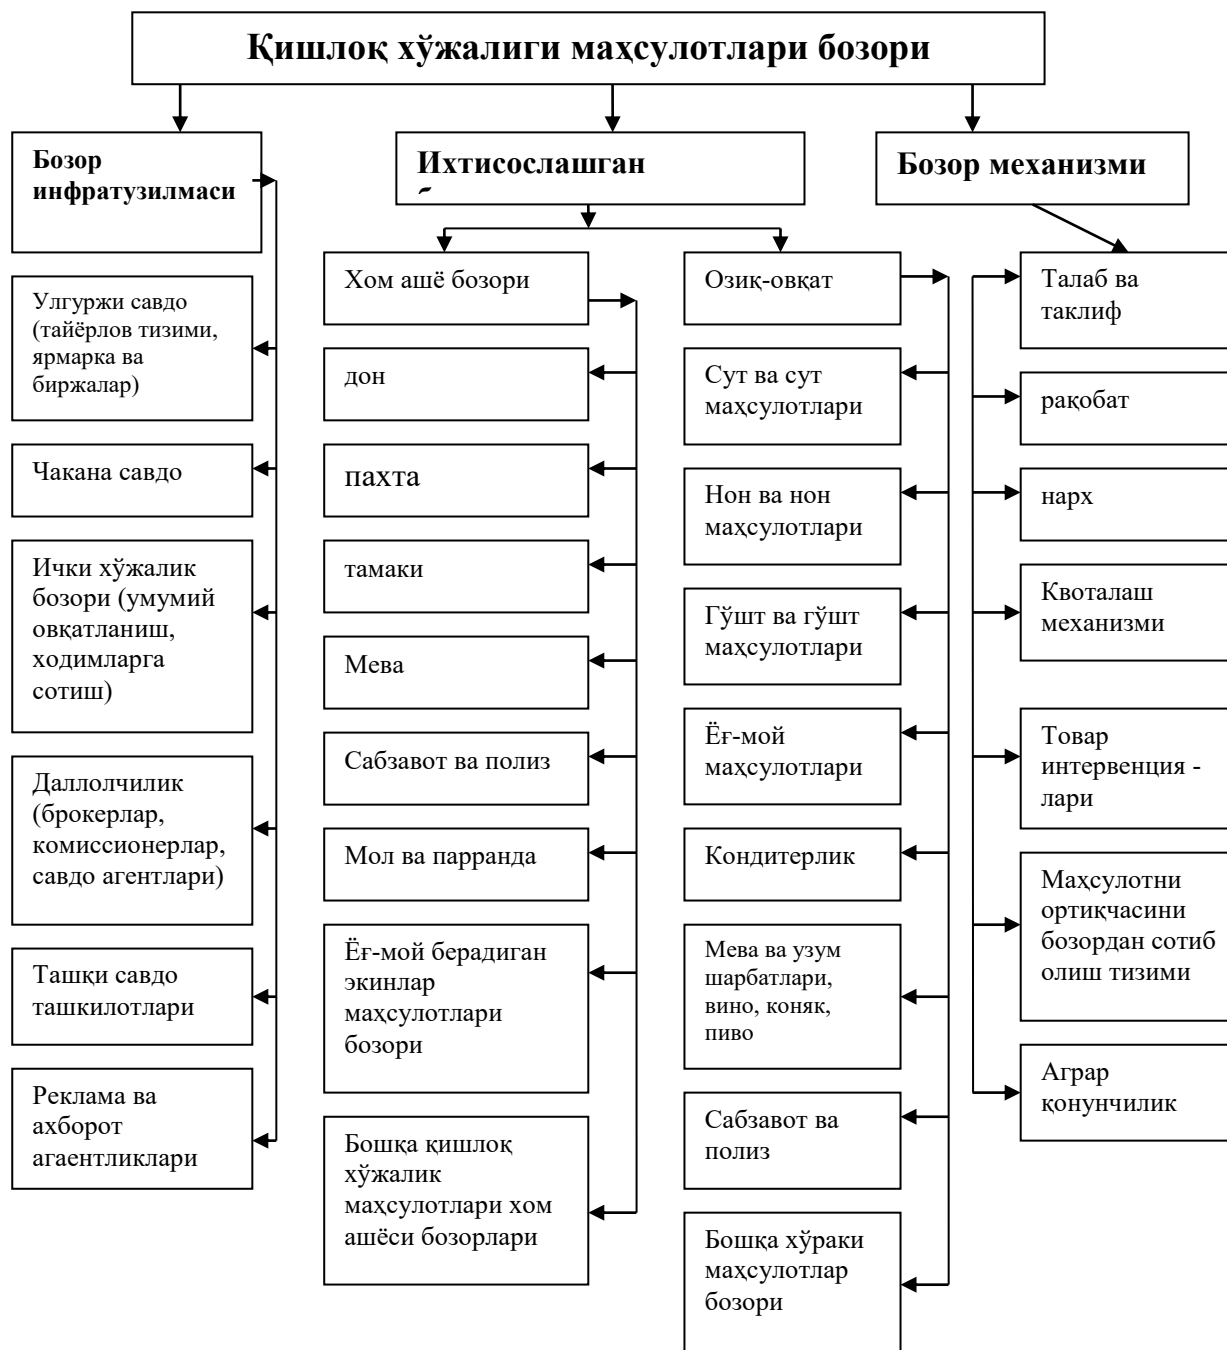 Қишлоқ хўжалиги маҳсулотлари бозори
Бозор
инфратузилмаси
Улгуржи савдо
(тайёрлов тизими,
ярмарка ва
биржалар)
Чакана савдо
Ички хўжалик
бозори (умумий
овқатланиш,
ходимларга
сотиш)
Даллолчилик
(брокерлар,
комиссионерлар,
савдо агентлари)
Ташқи савдо
ташкилотлари
Реклама ва
ахборот
агаентликлари
Ихтисослашган
Хом ашё бозори
дон
пахта
тамаки
Мева
Сабзавот ва полиз
Мол ва парранда
Ёғ-мой берадиган
экинлар
маҳсулотлари
бозори
Бошқа қишлоқ
хўжалик
маҳсулотлари хом
ашёси бозорлари
Озиқ-овқат
Сут ва сут
маҳсулотлари
Нон ва нон
маҳсулотлари
Гўшт ва гўшт
маҳсулотлари
Ёғ-мой
маҳсулотлари
Кондитерлик
Мева ва узум
шарбатлари,
вино, коняк,
пиво
Сабзавот ва
полиз
Бошқа хўраки
маҳсулотлар
бозори
Бозор механизми
Талаб ва
таклиф
рақобат
нарх
Квоталаш
механизми
Товар
интервенция -
лари
Маҳсулотни
ортиқчасини
бозордан сотиб
олиш тизими
Аграр
қонунчилик